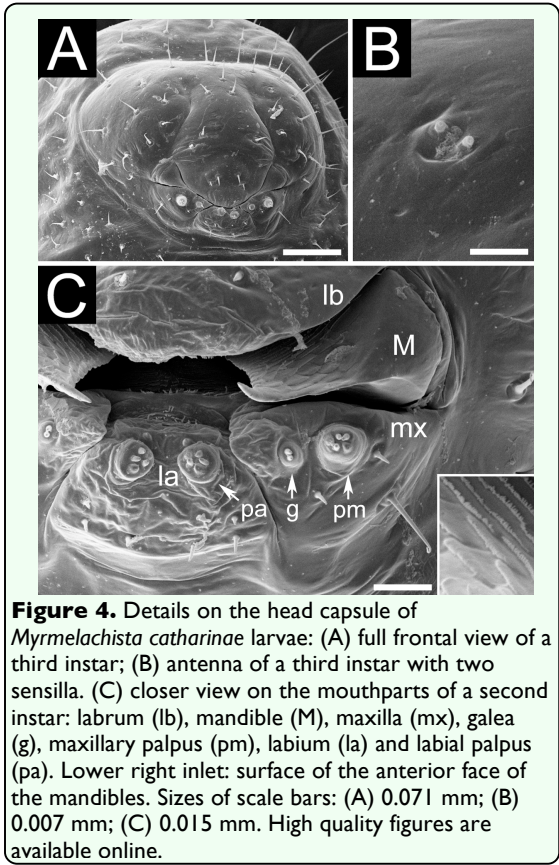 A
B
C
lb
M
mx
la
pa
g
pm
Figure 4. Details on the head capsule of
Myrmelachista catharinae larvae: (A) full frontal view of a
third instar; (B) antenna of a third instar with two
sensilla. (C) closer view on the mouthparts of a second
instar: labrum (lb), mandible (M), maxilla (mx), galea
(g), maxillary palpus (pm), labium (la) and labial palpus
(pa). Lower right inlet: surface of the anterior face of
the mandibles. Sizes of scale bars: (A) 0.071 mm; (B)
0.007 mm; (C) 0.015 mm. High quality figures are
available online.